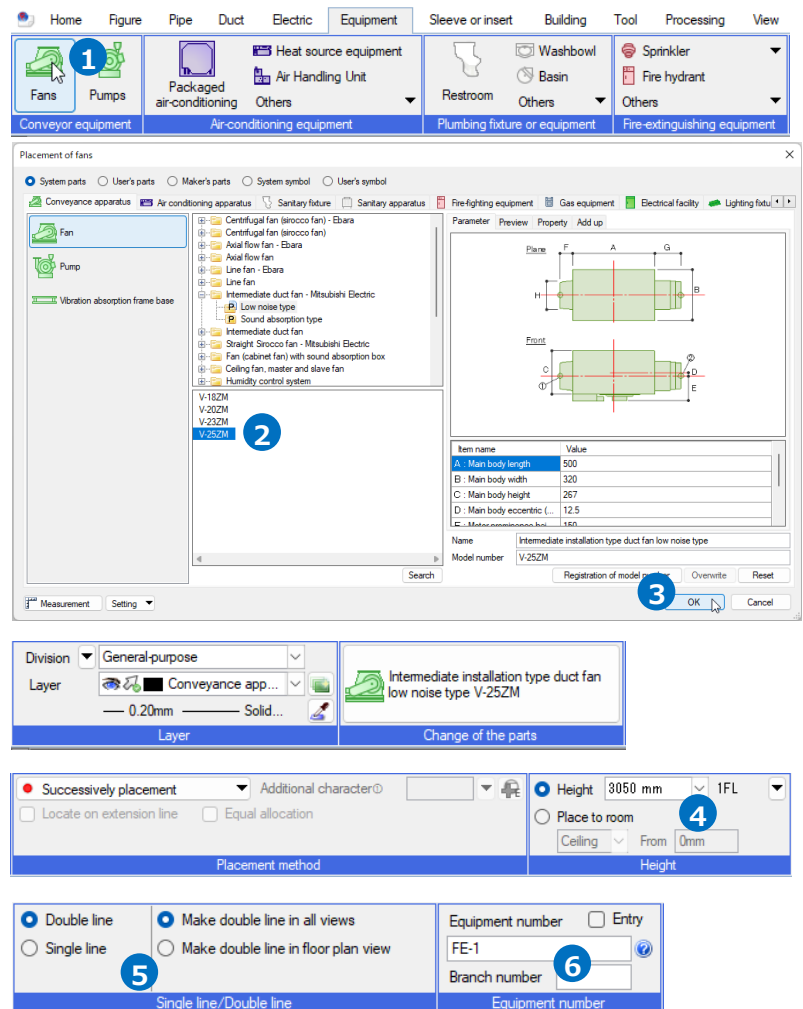 Home Figure Pipe Duct Electric Equipment Sleeve or insert Building Tool Processing View
1
Fans
Pumps
Conveyor equipment
Packaged
air-conditioning
Heat source equipment
Air Handling Unit
Others
Air-conditioning equipment
Restroom
Washbowl
Basin
Others
Plumbing fixture or equipment
Sprinkler
Fire hydrant
Others
Fire-extinguishing equipment
Placement of fans
System parts User's parts Maker's parts System symbol User's symbol
Conveyance apparatus Air conditioning apparatus Sanitary fixture Sanitary apparatus Fire-fighting equipment Gas equipment Electrical facility Lighting fixtu
Fan
Pump
Vibration absorption frame base
Centrifugal fan (sirocco fan) - Ebara
Centrifugal fan (sirocco fan)
Axial flow fan - Ebara
Axial flow fan
Line fan - Ebara
Line fan
Intermediate duct fan - Mitsubishi Electric
P Low noise type
P Sound absorption type
Intermediate duct fan
Straight Sirocco fan - Mitsubishi Electric
Fan (cabinet fan) with sound absorption box
Ceiling fan, master and slave fan
Humidity control system
V-18ZM
V-20ZM
V-23ZM
V-25ZM
2
Search
Parameter Preview Property Add up
Plane F A G
H B
Front
C ① ② D E
Item name Value
A : Main body length 500
B : Main body width 320
C : Main body height 267
D : Main body eccentric (... 12.5
E : Motor prominence hei 150
Name Intermediate installation type duct fan low noise type
Model number V-25ZM
Registration of model number Overwrite Reset
3
OK Cancel
Measurement Setting
Division General-purpose
Layer Conveyance app...
0.20mm Solid...
Layer
Intermediate installation type duct fan
low noise type V-25ZM
Change of the parts
Successively placement Additional character①
Locate on extension line Equal allocation
Placement method
Height 3050 mm 1FL
Place to room
4
Ceiling From 0mm
Height
Double line
Single line
5
Make double line in all views
Make double line in floor plan view
Single line/Double line
Equipment number Entry
FE-1
6
Branch number
Equipment number